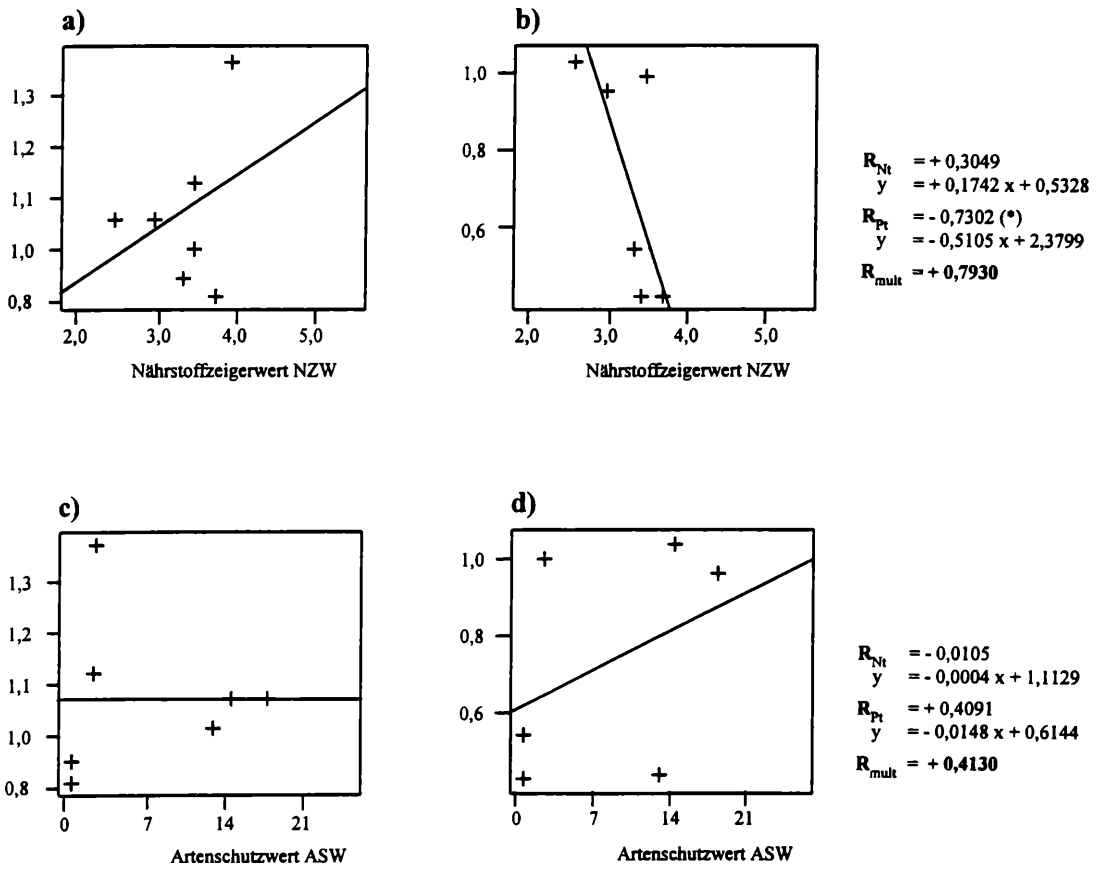 a)
1,3
1,2
1,1
1,0
0,8
2,0 3,0 4,0 5,0
Nährstoffzeigerwert NZW
b)
1,0
0,8
0,6
2,0 3,0 4,0 5,0
Nährstoffzeigerwert NZW
R_Nt = + 0,3049
y = + 0,1742 x + 0,5328
R_Pt = - 0,7302 (*)
y = - 0,5105 x + 2,3799
R_mult = + 0,7930
c)
1,3
1,2
1,1
1,0
0,8
0 7 14 21
Artenschutzwert ASW
d)
1,0
0,8
0,6
0 7 14 21
Artenschutzwert ASW
R_Nt = - 0,0105
y = - 0,0004 x + 1,1129
R_Pt = + 0,4091
y = - 0,0148 x + 0,6144
R_mult = + 0,4130